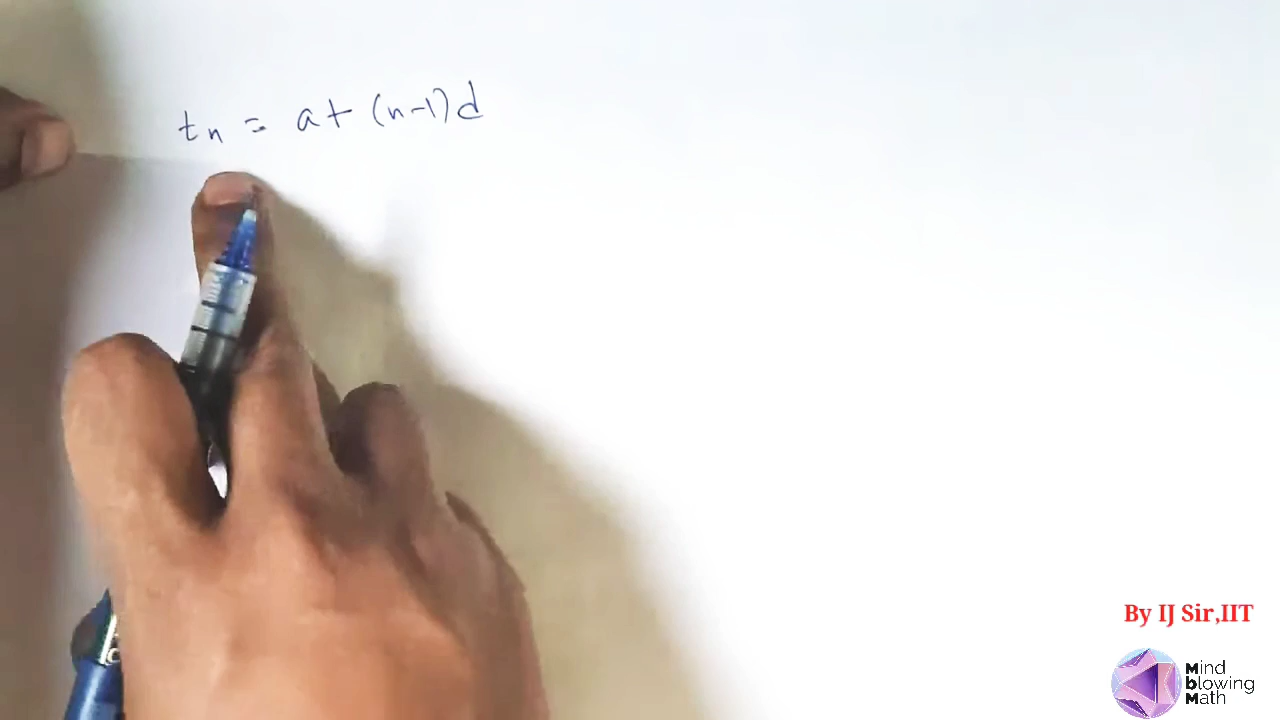 tn = a+ (n-1)d
By IJ Sir,IIT
Mind
blowing
Math